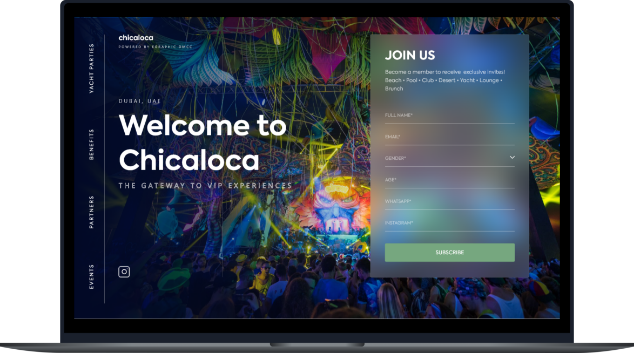 chicaloca
YACHT PARTIES
BENEFITS
PARTNERS
EVENTS
DUBAI, UAE
Welcome to
Chicaloca
THE GATEWAY TO VIP EXPERIENCES
JOIN US
Become a member to receive exclusive invites!
Beach • Pool • Club • Desert • Yacht • Lounge •
Brunch
FULL NAME*
EMAIL*
GENDER*
AGE*
WHATSAPP*
INSTAGRAM*
SUBSCRIBE